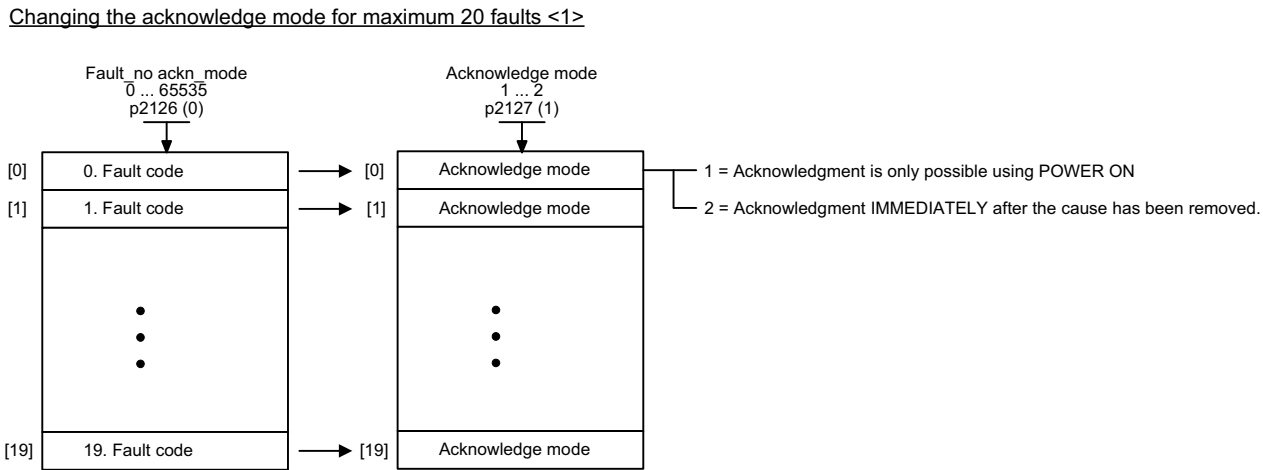 Changing the acknowledge mode for maximum 20 faults <1>
Fault_no ackn_mode
0 ... 65535
p2126 (0)
Acknowledge mode
1 ... 2
p2127 (1)
[0] 0. Fault code [0] Acknowledge mode 1 = Acknowledgment is only possible using POWER ON
[1] 1. Fault code [1] Acknowledge mode 2 = Acknowledgment IMMEDIATELY after the cause has been removed.
[19] 19. Fault code [19] Acknowledge mode